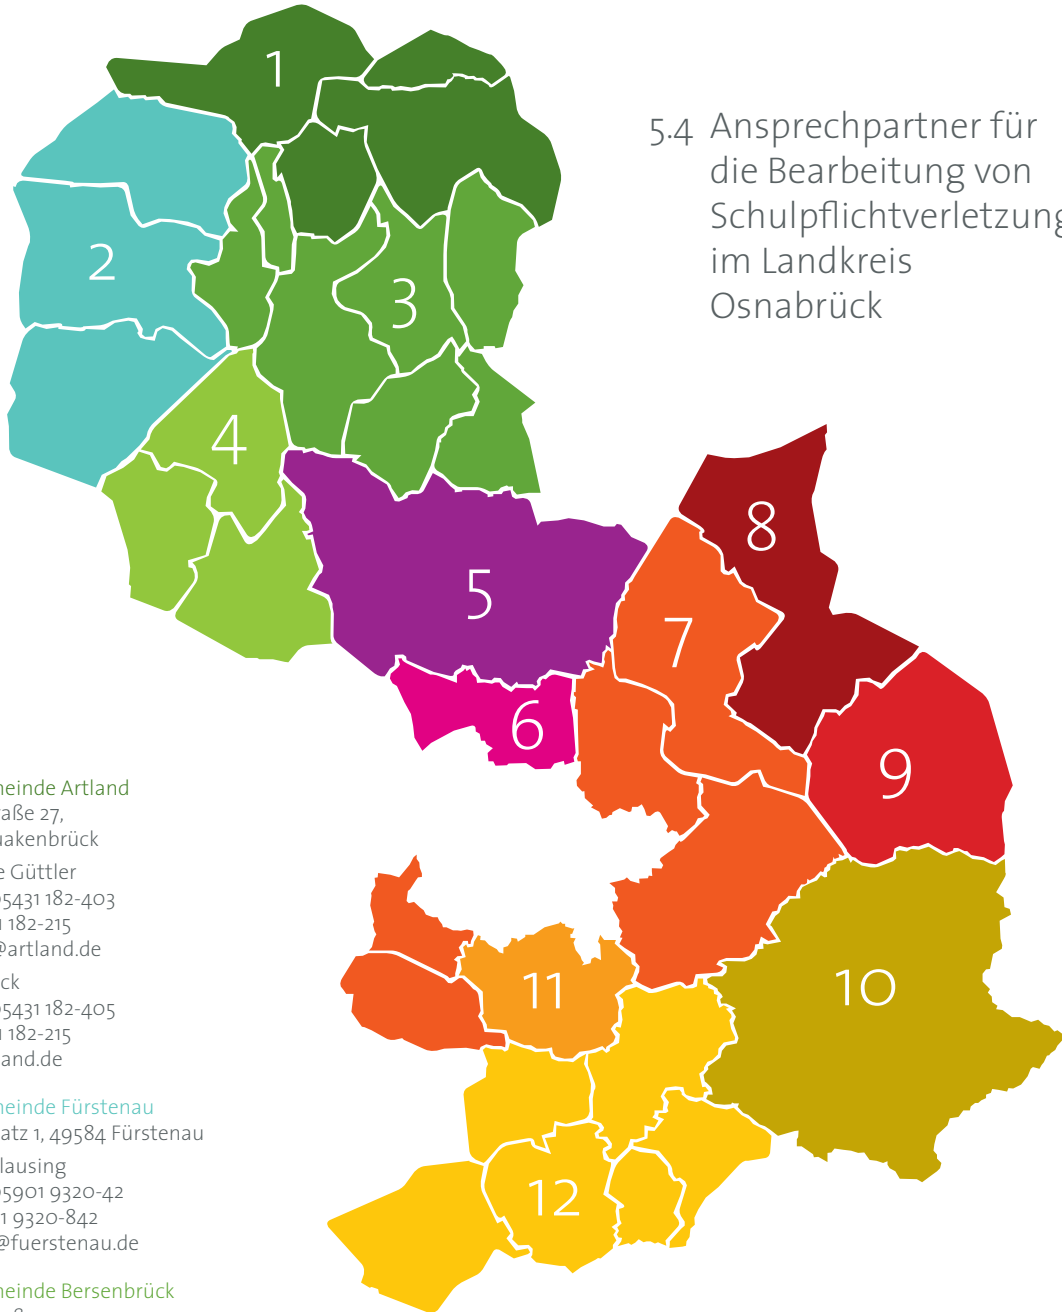 5.4 Ansprechpartner für
die Bearbeitung von
Schulpflichtverletzung
im Landkreis
Osnabrück
1
2
3
4
5
6
7
8
9
10
11
12
neinde Artland
raße 27,
uakenbrück
e Güttler
05431 182-403
1 182-215
@artland.de
ck
05431 182-405
1 182-215
and.de
neinde Fürstenau
latz 1, 49584 Fürstenau
lausing
05901 9320-42
1 9320-842
@fuerstenau.de
neinde Bersenbrück